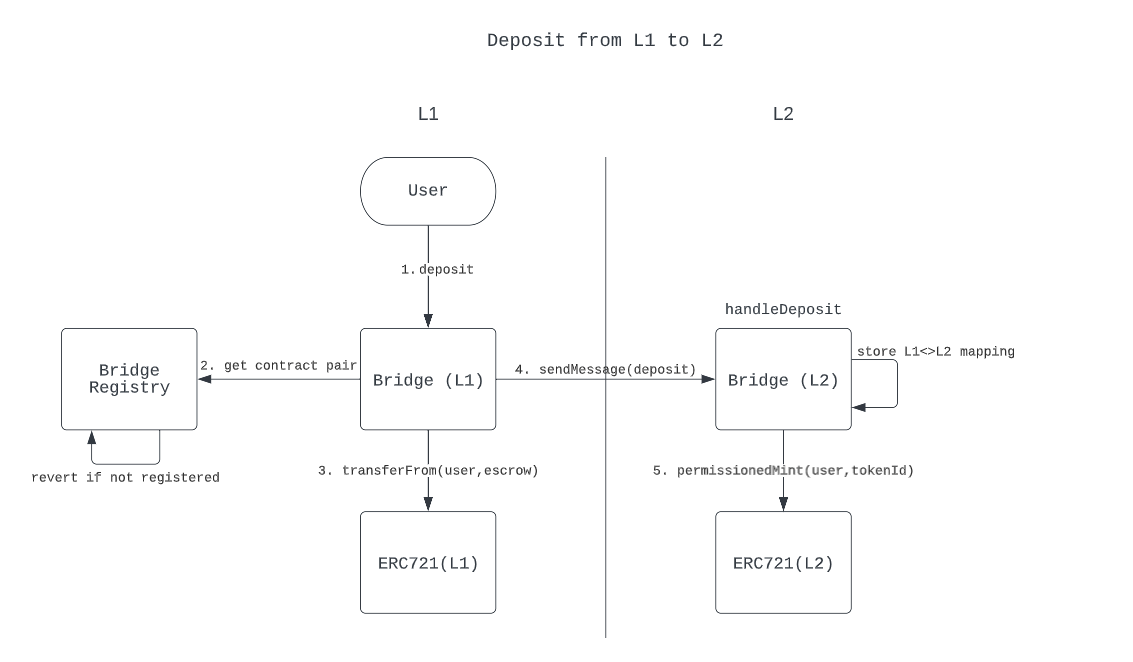 Deposit from L1 to L2
L1
L2
User
1. deposit
handleDeposit
Bridge
Registry
2. get contract pair
Bridge (L1)
4. sendMessage(deposit)
Bridge (L2)
store L1<>L2 mapping
revert if not registered
3. transferFrom(user,escrow)
5. permissionedMint(user,tokenId)
ERC721(L1)
ERC721(L2)